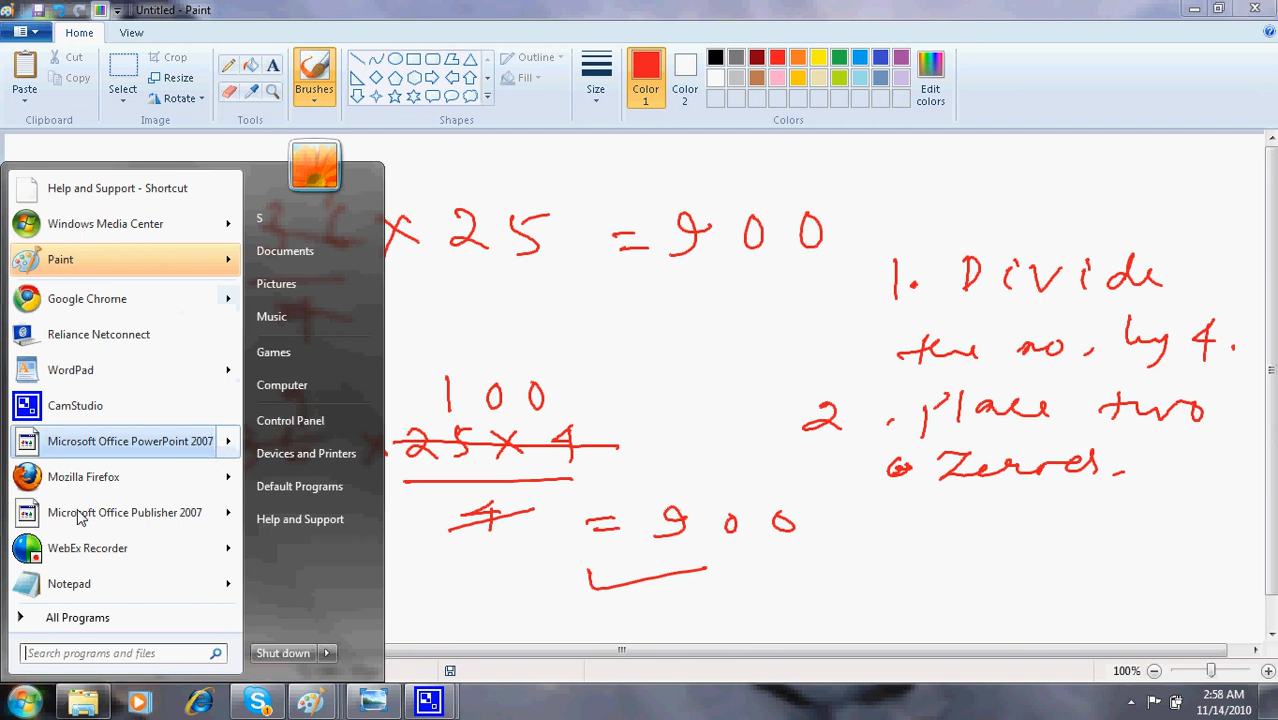 Untitled - Paint
Home
View
Paste
Cut
Copy
Clipboard
Select
Crop
Resize
Rotate
Image
Tools
Brushes
Shapes
Outline
Fill
Size
Color 1
Color 2
Edit colors
Colors
Help and Support - Shortcut
Windows Media Center
Paint
Google Chrome
Reliance Netconnect
WordPad
CamStudio
Microsoft Office PowerPoint 2007
Mozilla Firefox
Microsoft Office Publisher 2007
WebEx Recorder
Notepad
All Programs
Search programs and files
S
Documents
Pictures
Music
Games
Computer
Control Panel
Devices and Printers
Default Programs
Help and Support
Shut down
× 25 = 900
100
25 × 4
4 = 900
1. Divide
the no. by 4.
2. Place two
Zeroes.
100%
2:58 AM
11/14/2010